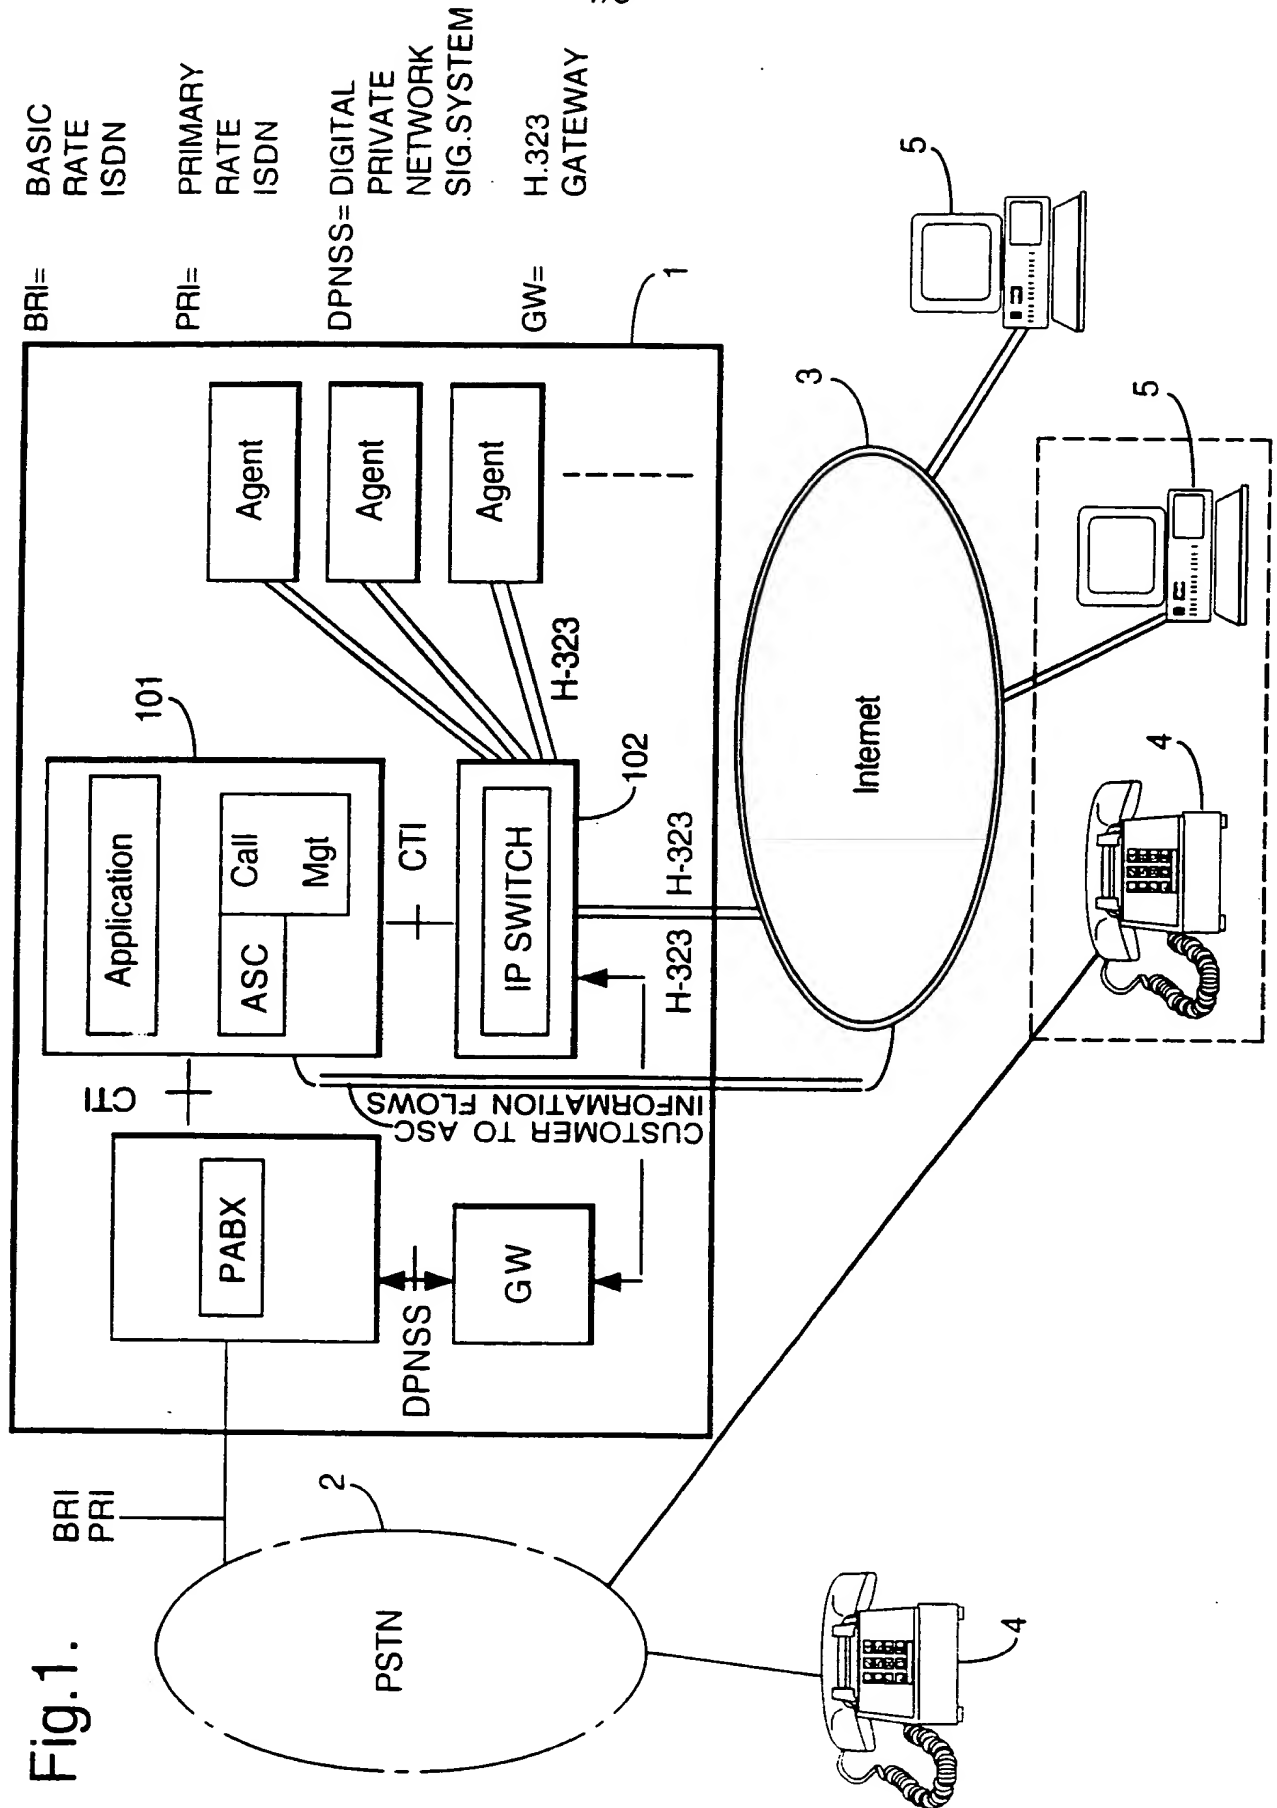 Fig.1.
BRI= BASIC
RATE
ISDN
PRI= PRIMARY
RATE
ISDN
DPNSS= DIGITAL
PRIVATE
NETWORK
SIG.SYSTEM
GW= H.323
GATEWAY
BRI
PRI
PABX
CTI
Application
ASC
Call
Mgt
101
Agent
Agent
Agent
1
DPNSS
GW
CUSTOMER TO ASC
INFORMATION FLOWS
CTI
IP SWITCH
102
H-323
H-323
H-323
2
PSTN
Internet
3
5
4
4
5